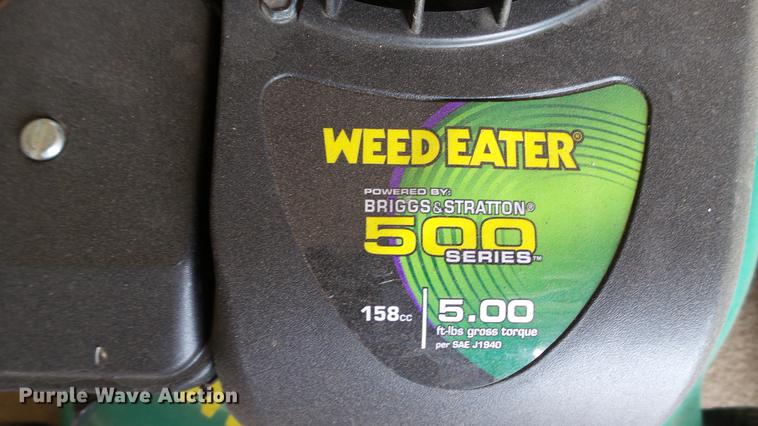 WEED EATER®
POWERED BY:
BRIGGS & STRATTON®
500
SERIES™
158cc
5.00
ft-lbs gross torque
per SAE J1940
Purple Wave Auction